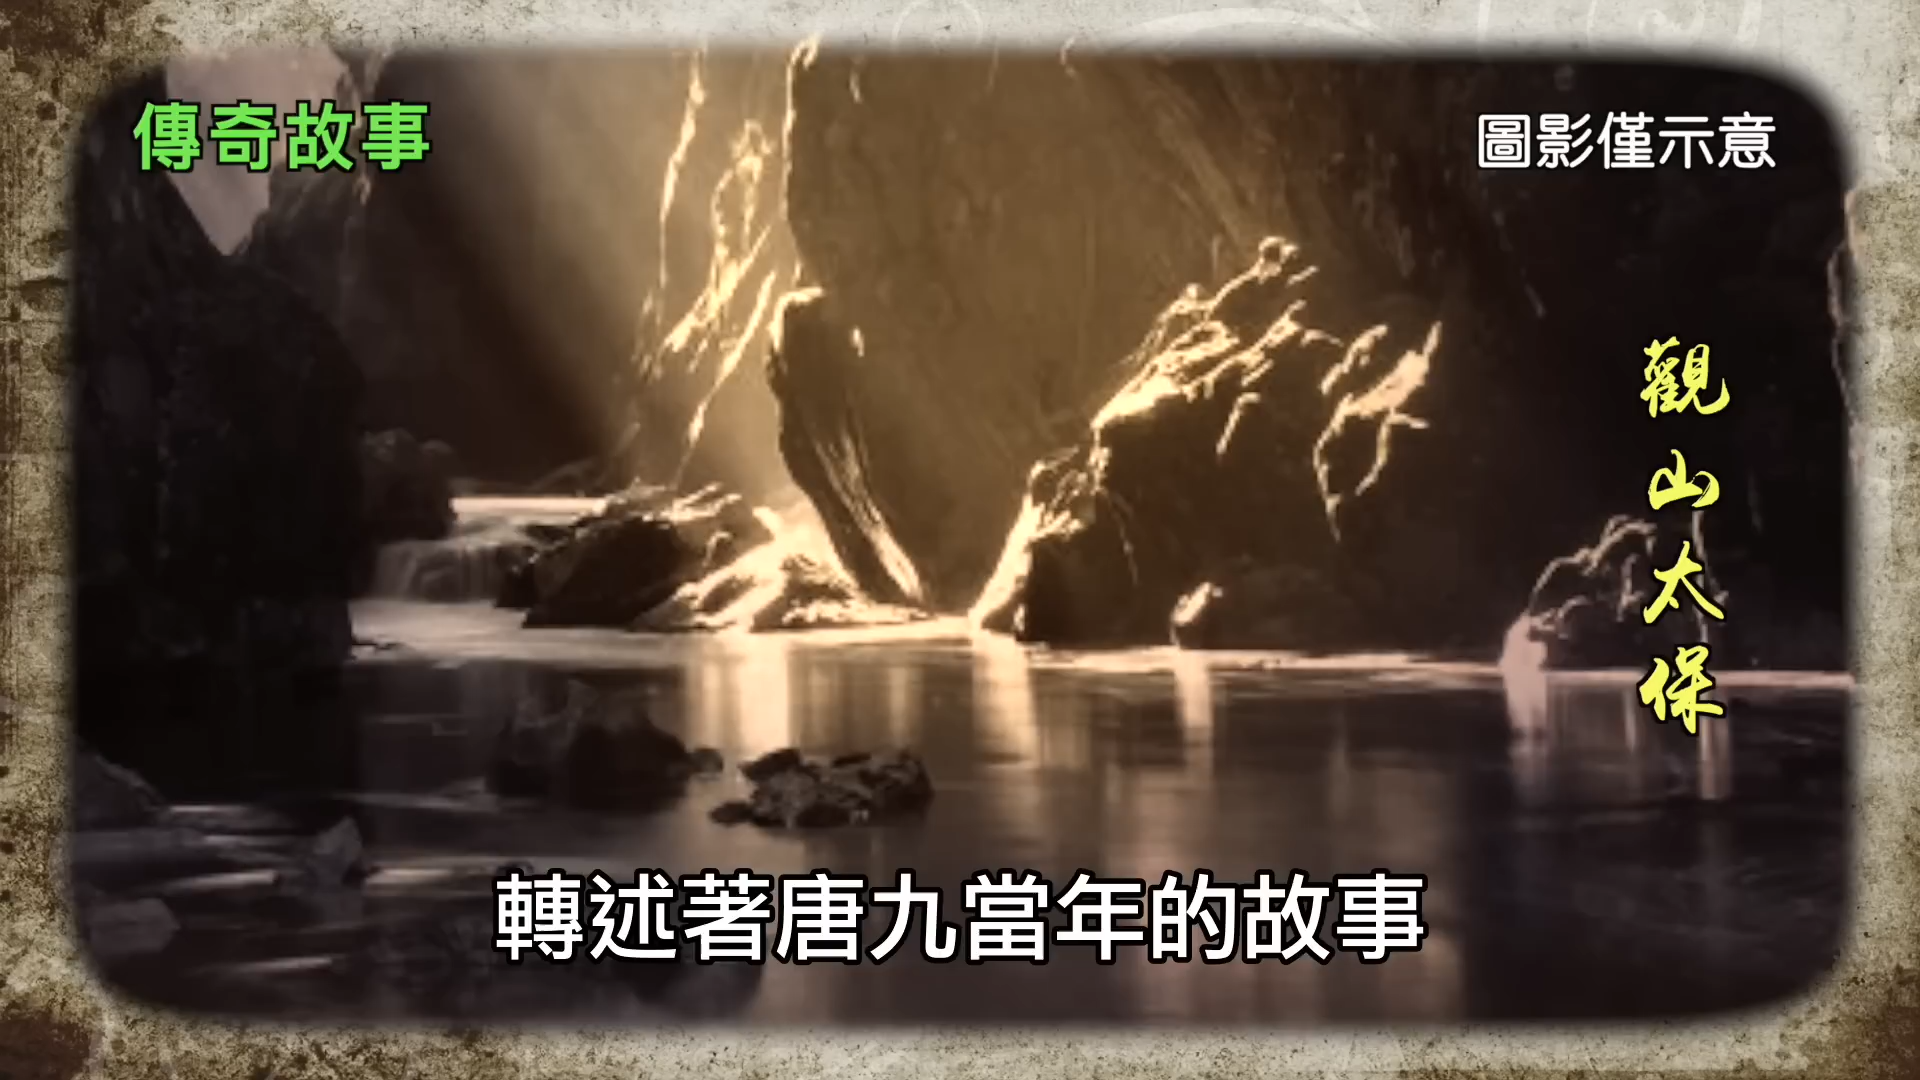 傳奇故事
圖影僅示意
觀山太保
轉述著唐九當年的故事